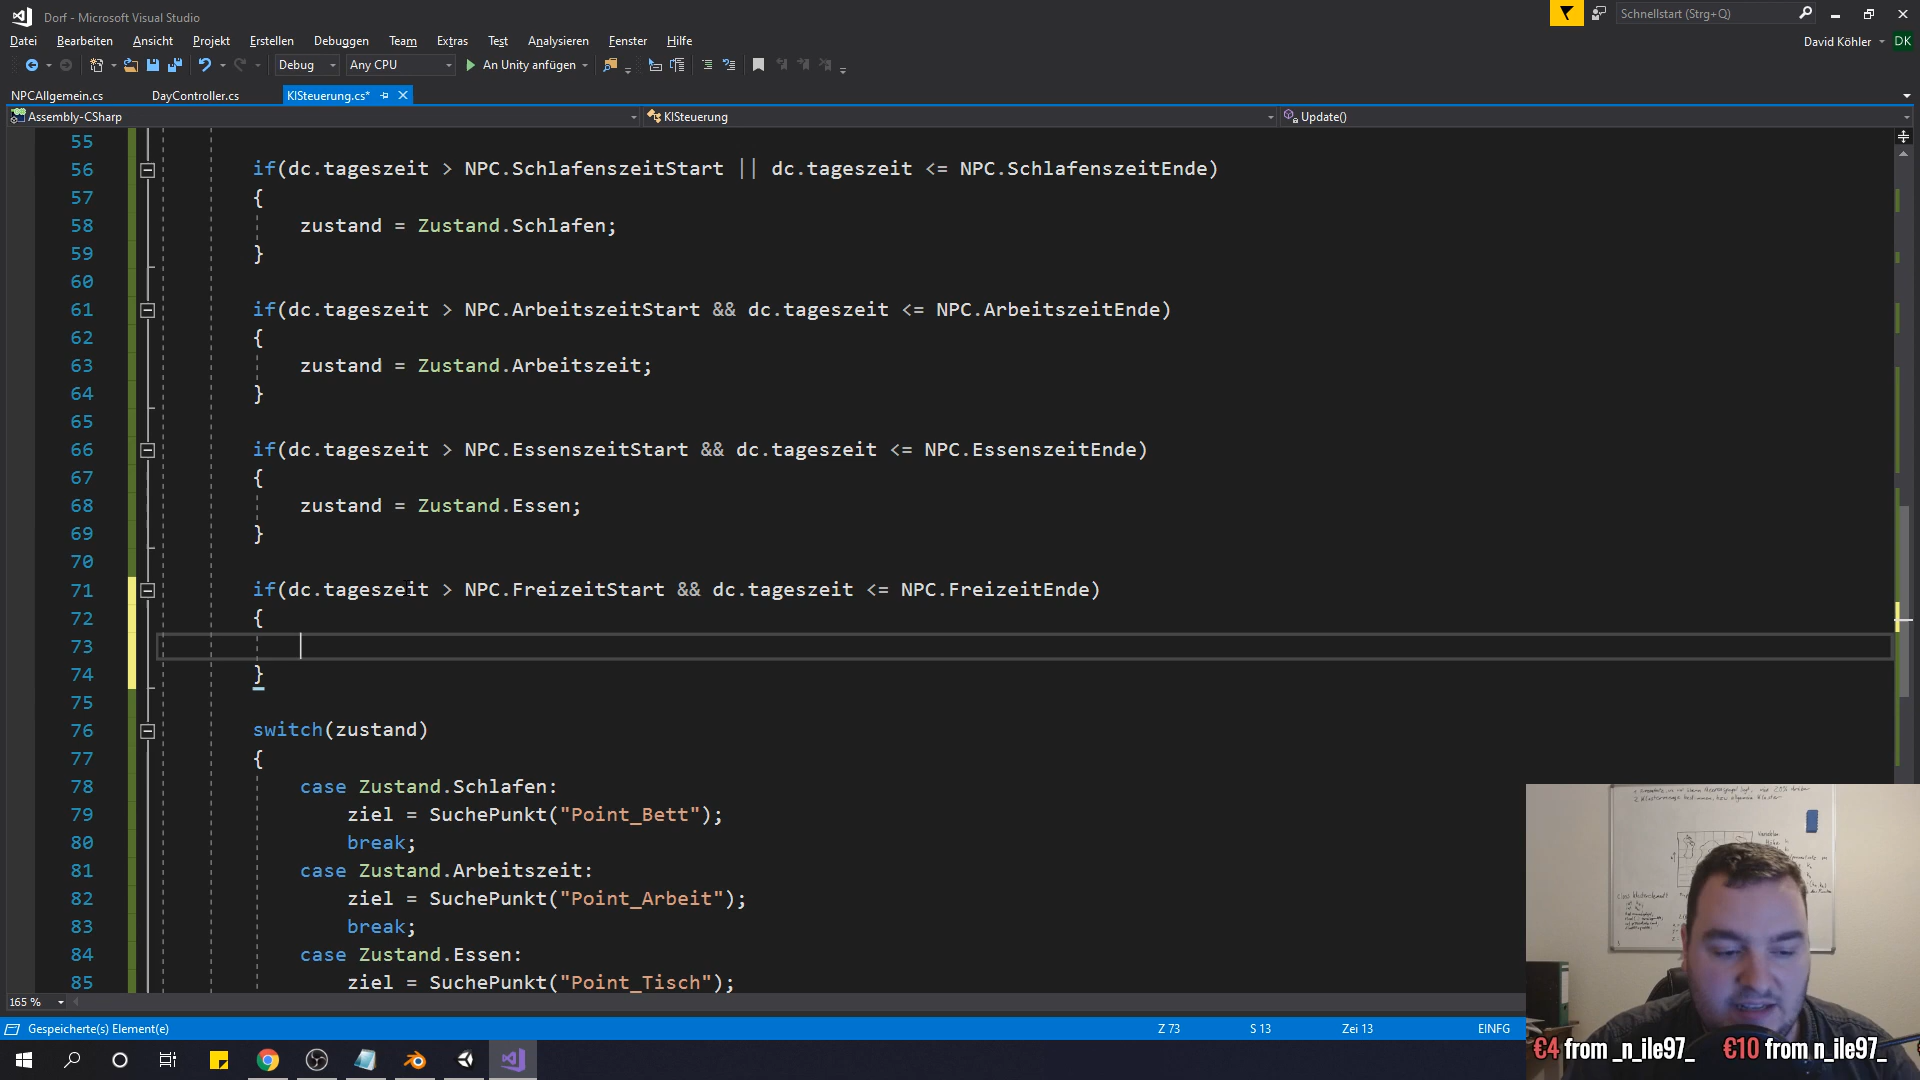 Dorf - Microsoft Visual Studio
Schnellstart (Strg+Q)
Datei Bearbeiten Ansicht Projekt Erstellen Debuggen Team Extras Test Analysieren Fenster Hilfe
David Köhler DK
Debug Any CPU An Unity anfügen
NPCAllgemein.cs DayController.cs KISteuerung.cs*
Assembly-CSharp KISteuerung Update()
55
56 if(dc.tageszeit > NPC.SchlafenszeitStart || dc.tageszeit <= NPC.SchlafenszeitEnde)
57 {
58 zustand = Zustand.Schlafen;
59 }
60
61 if(dc.tageszeit > NPC.ArbeitszeitStart && dc.tageszeit <= NPC.ArbeitszeitEnde)
62 {
63 zustand = Zustand.Arbeitszeit;
64 }
65
66 if(dc.tageszeit > NPC.EssenszeitStart && dc.tageszeit <= NPC.EssenszeitEnde)
67 {
68 zustand = Zustand.Essen;
69 }
70
71 if(dc.tageszeit > NPC.FreizeitStart && dc.tageszeit <= NPC.FreizeitEnde)
72 {
73
74 }
75
76 switch(zustand)
77 {
78 case Zustand.Schlafen:
79 ziel = SuchePunkt("Point_Bett");
80 break;
81 case Zustand.Arbeitszeit:
82 ziel = SuchePunkt("Point_Arbeit");
83 break;
84 case Zustand.Essen:
85 ziel = SuchePunkt("Point_Tisch");
165 %
Gespeicherte(s) Element(e) Z 73 S 13 Zei 13 EINFG
€4 from _n_ile97_ €10 from n_ile97_